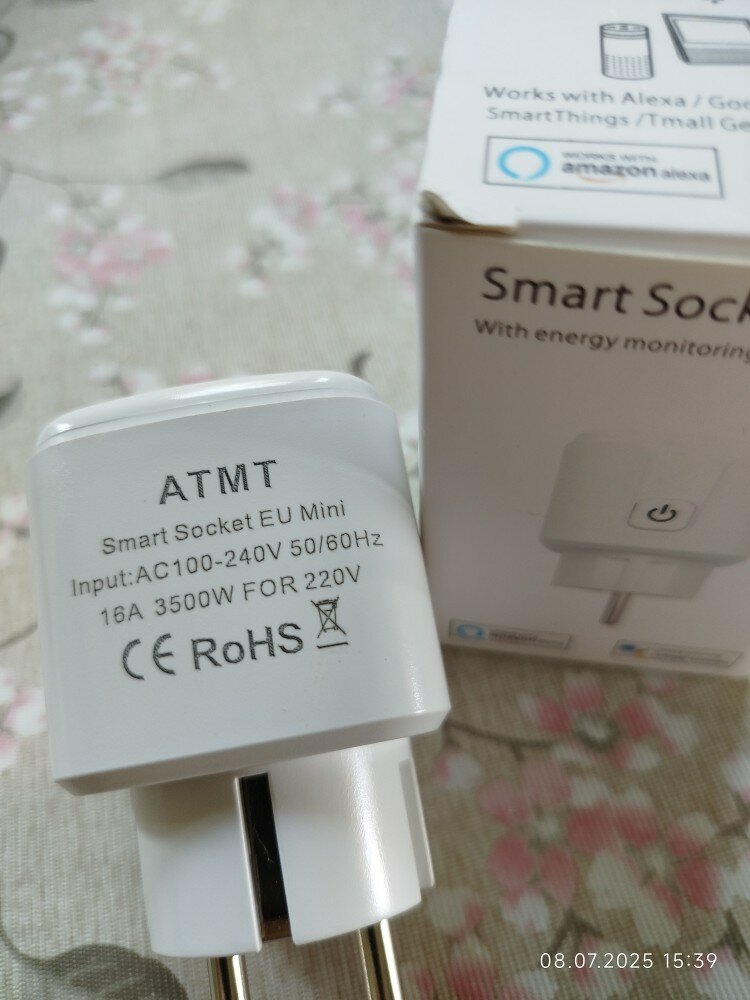 Works with Alexa / Goo
SmartThings /Tmall Ge
WORKS WITH
amazon alexa
Smart Sock
With energy monitoring
ATMT
Smart Socket EU Mini
Input:AC100-240V 50/60Hz
16A 3500W FOR 220V
CE RoHS
08.07.2025 15:39